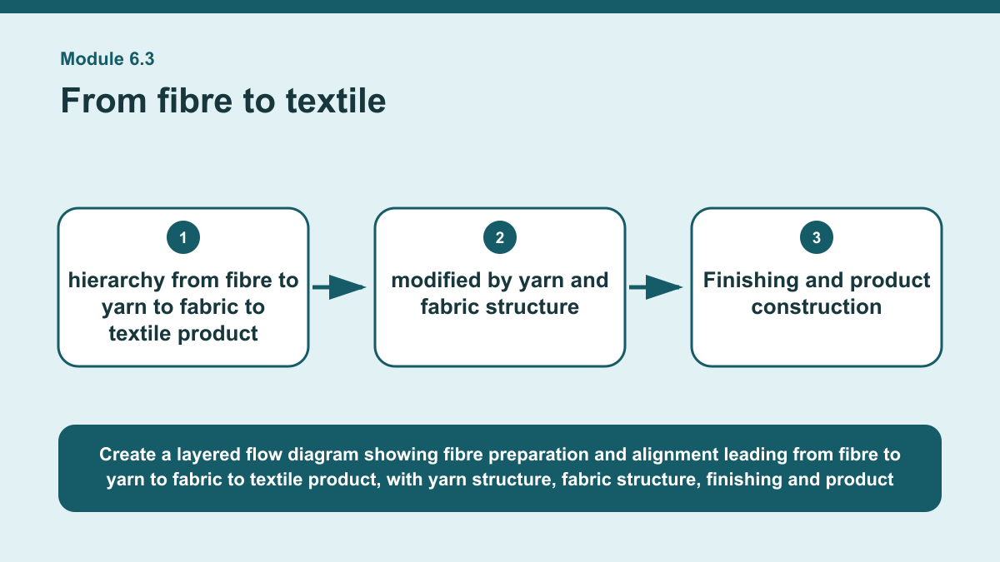 Module 6.3
From fibre to textile
1
hierarchy from fibre to
yarn to fabric to
textile product
2
modified by yarn and
fabric structure
3
Finishing and product
construction
Create a layered flow diagram showing fibre preparation and alignment leading from fibre to
yarn to fabric to textile product, with yarn structure, fabric structure, finishing and product